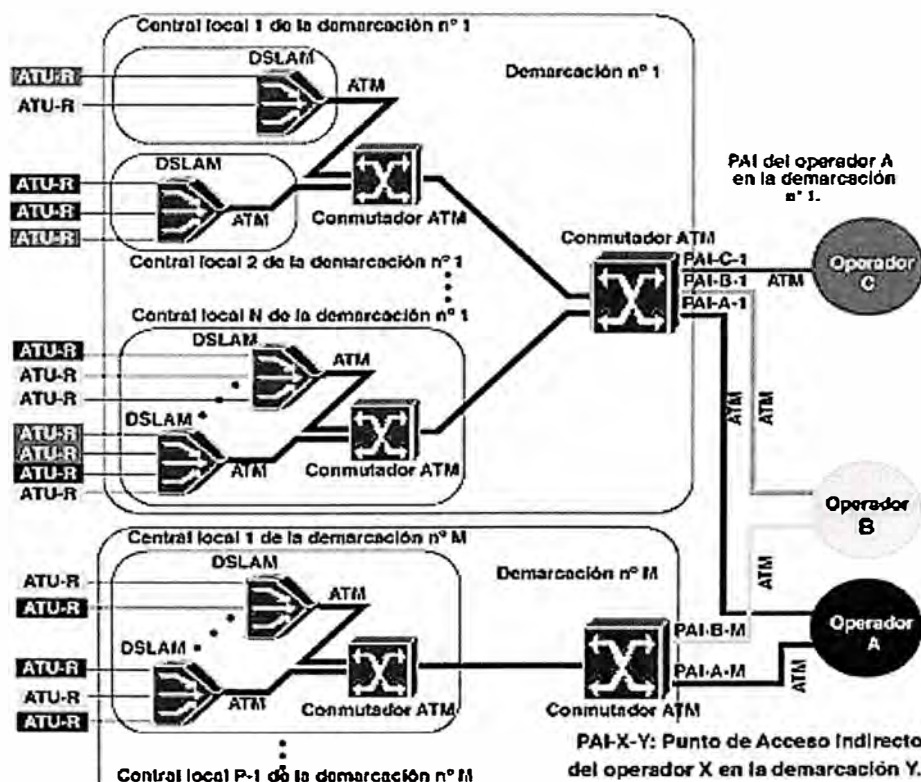 Central local 1 de la demarcación nº 1
DSLAM
Demarcación nº 1
ATU-R
ATM
ATU-R
DSLAM
PAI del operador A
en la demarcación
nº 1.
ATU-R
ATU-R
ATM
Conmutador ATM
ATU-R
Conmutador ATM
Central local 2 de la demarcación nº 1
PAI-C-1
PAI-B-1
ATM
Operador
C
PAI-A-1
Central local N de la demarcación nº 1
DSLAM
ATU-R
ATM
ATU-R
ATU-R
ATM
ATM
DSLAM
ATU-R
ATU-R
ATU-R
ATM
Conmutador ATM
ATU-R
Operador
B
Central local 1 de la demarcación nº M
DSLAM
Demarcación nº M
ATM
ATU-R
ATM
ATU-R
PAI-B-M
Operador
A
DSLAM
ATU-R
PAI-A-M
ATM
ATU-R
ATM
Conmutador ATM
Conmutador ATM
ATU-R
PAI-X-Y: Punto de Acceso Indirecto
del operador X en la demarcación Y.
Central local P-1 de la demarcación nº M